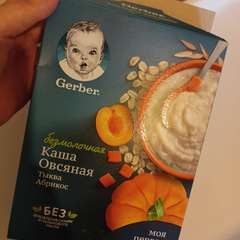 Gerber.
безмолочная
Каша
Овсяная
Тыква
Абрикос
БЕЗ
МОЯ